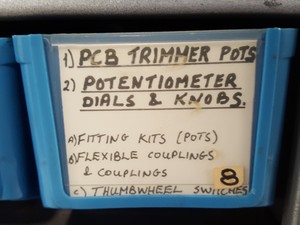 1) PCB TRIMMER POTS
2) POTENTIOMETER
DIALS & KNOBS.
A) FITTING KITS (POTS)
B) FLEXIBLE COUPLINGS
& COUPLINGS
C) THUMBWHEEL SWITCHES
8